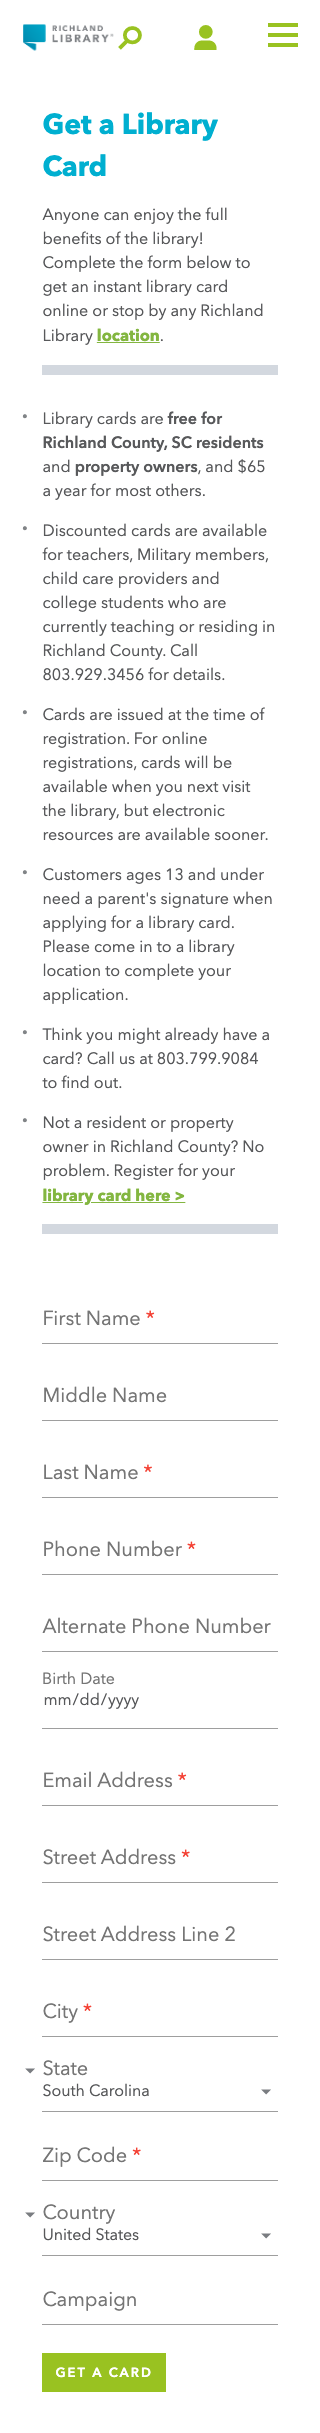 RICHLAND
LIBRARY
Get a Library
Card
Anyone can enjoy the full
benefits of the library!
Complete the form below to
get an instant library card
online or stop by any Richland
Library location.
• Library cards are free for
Richland County, SC residents
and property owners, and $65
a year for most others.
• Discounted cards are available
for teachers, Military members,
child care providers and
college students who are
currently teaching or residing in
Richland County. Call
803.929.3456 for details.
• Cards are issued at the time of
registration. For online
registrations, cards will be
available when you next visit
the library, but electronic
resources are available sooner.
• Customers ages 13 and under
need a parent's signature when
applying for a library card.
Please come in to a library
location to complete your
application.
• Think you might already have a
card? Call us at 803.799.9084
to find out.
• Not a resident or property
owner in Richland County? No
problem. Register for your
library card here >
First Name *
Middle Name
Last Name *
Phone Number *
Alternate Phone Number
Birth Date
mm/dd/yyyy
Email Address *
Street Address *
Street Address Line 2
City *
State
South Carolina
Zip Code *
Country
United States
Campaign
GET A CARD